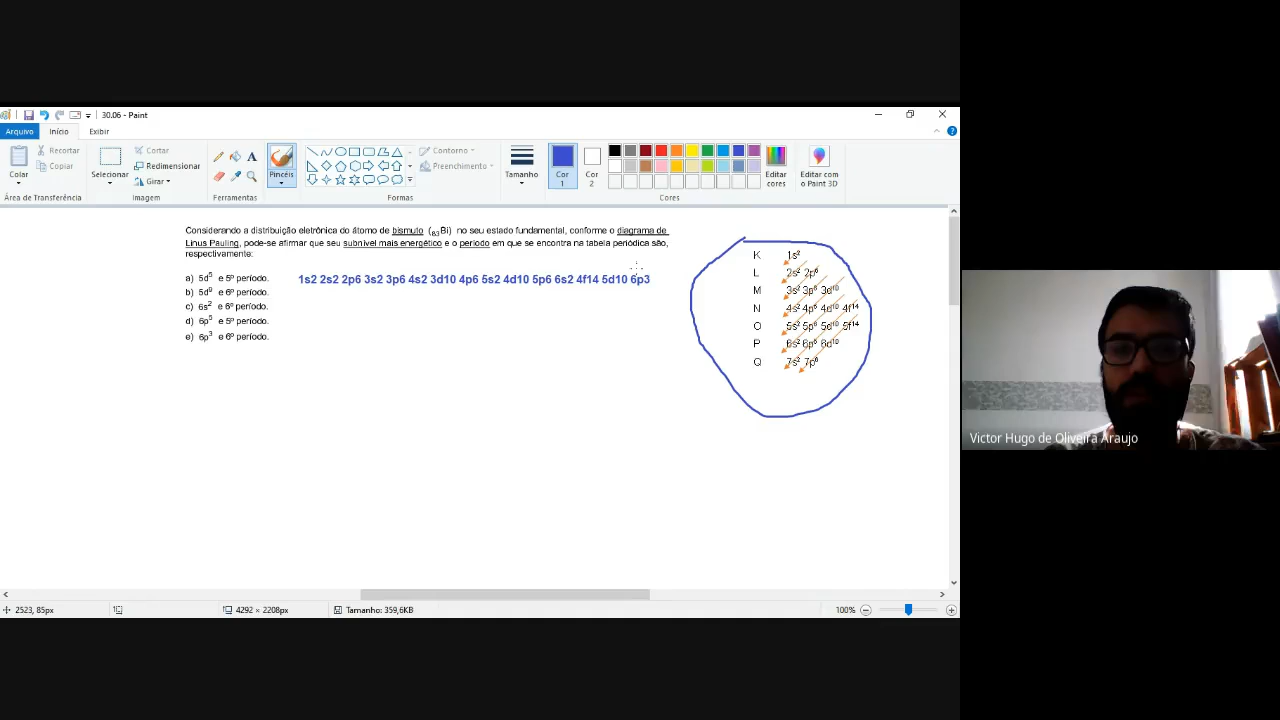 30.06 - Paint
Arquivo Início Exibir
Colar
Recortar
Copiar
Área de Transferência
Selecionar
Cortar
Redimensionar
Girar
Imagem
A
Ferramentas
Pincéis
Contorno
Preenchimento
Formas
Tamanho
Cor 1
Cor 2
Editar cores
Cores
Editar com o Paint 3D
Considerando a distribuição eletrônica do átomo de bismuto (₈₃Bi) no seu estado fundamental, conforme o diagrama de
Linus Pauling, pode-se afirmar que seu subnível mais energético e o período em que se encontra na tabela periódica são,
respectivamente:
a) 5d⁵ e 5º período.
b) 5d⁹ e 6º período.
c) 6s² e 6º período.
d) 6p⁵ e 5º período.
e) 6p³ e 6º período.
1s2 2s2 2p6 3s2 3p6 4s2 3d10 4p6 5s2 4d10 5p6 6s2 4f14 5d10 6p3
K 1s²
L 2s² 2p⁶
M 3s² 3p⁶ 3d¹⁰
N 4s² 4p⁶ 4d¹⁰ 4f¹⁴
O 5s² 5p⁶ 5d¹⁰ 5f¹⁴
P 6s² 6p⁶ 6d¹⁰
Q 7s² 7p⁶
2523, 85px
4292 × 2208px
Tamanho: 359,6KB
100%
Victor Hugo de Oliveira Araujo